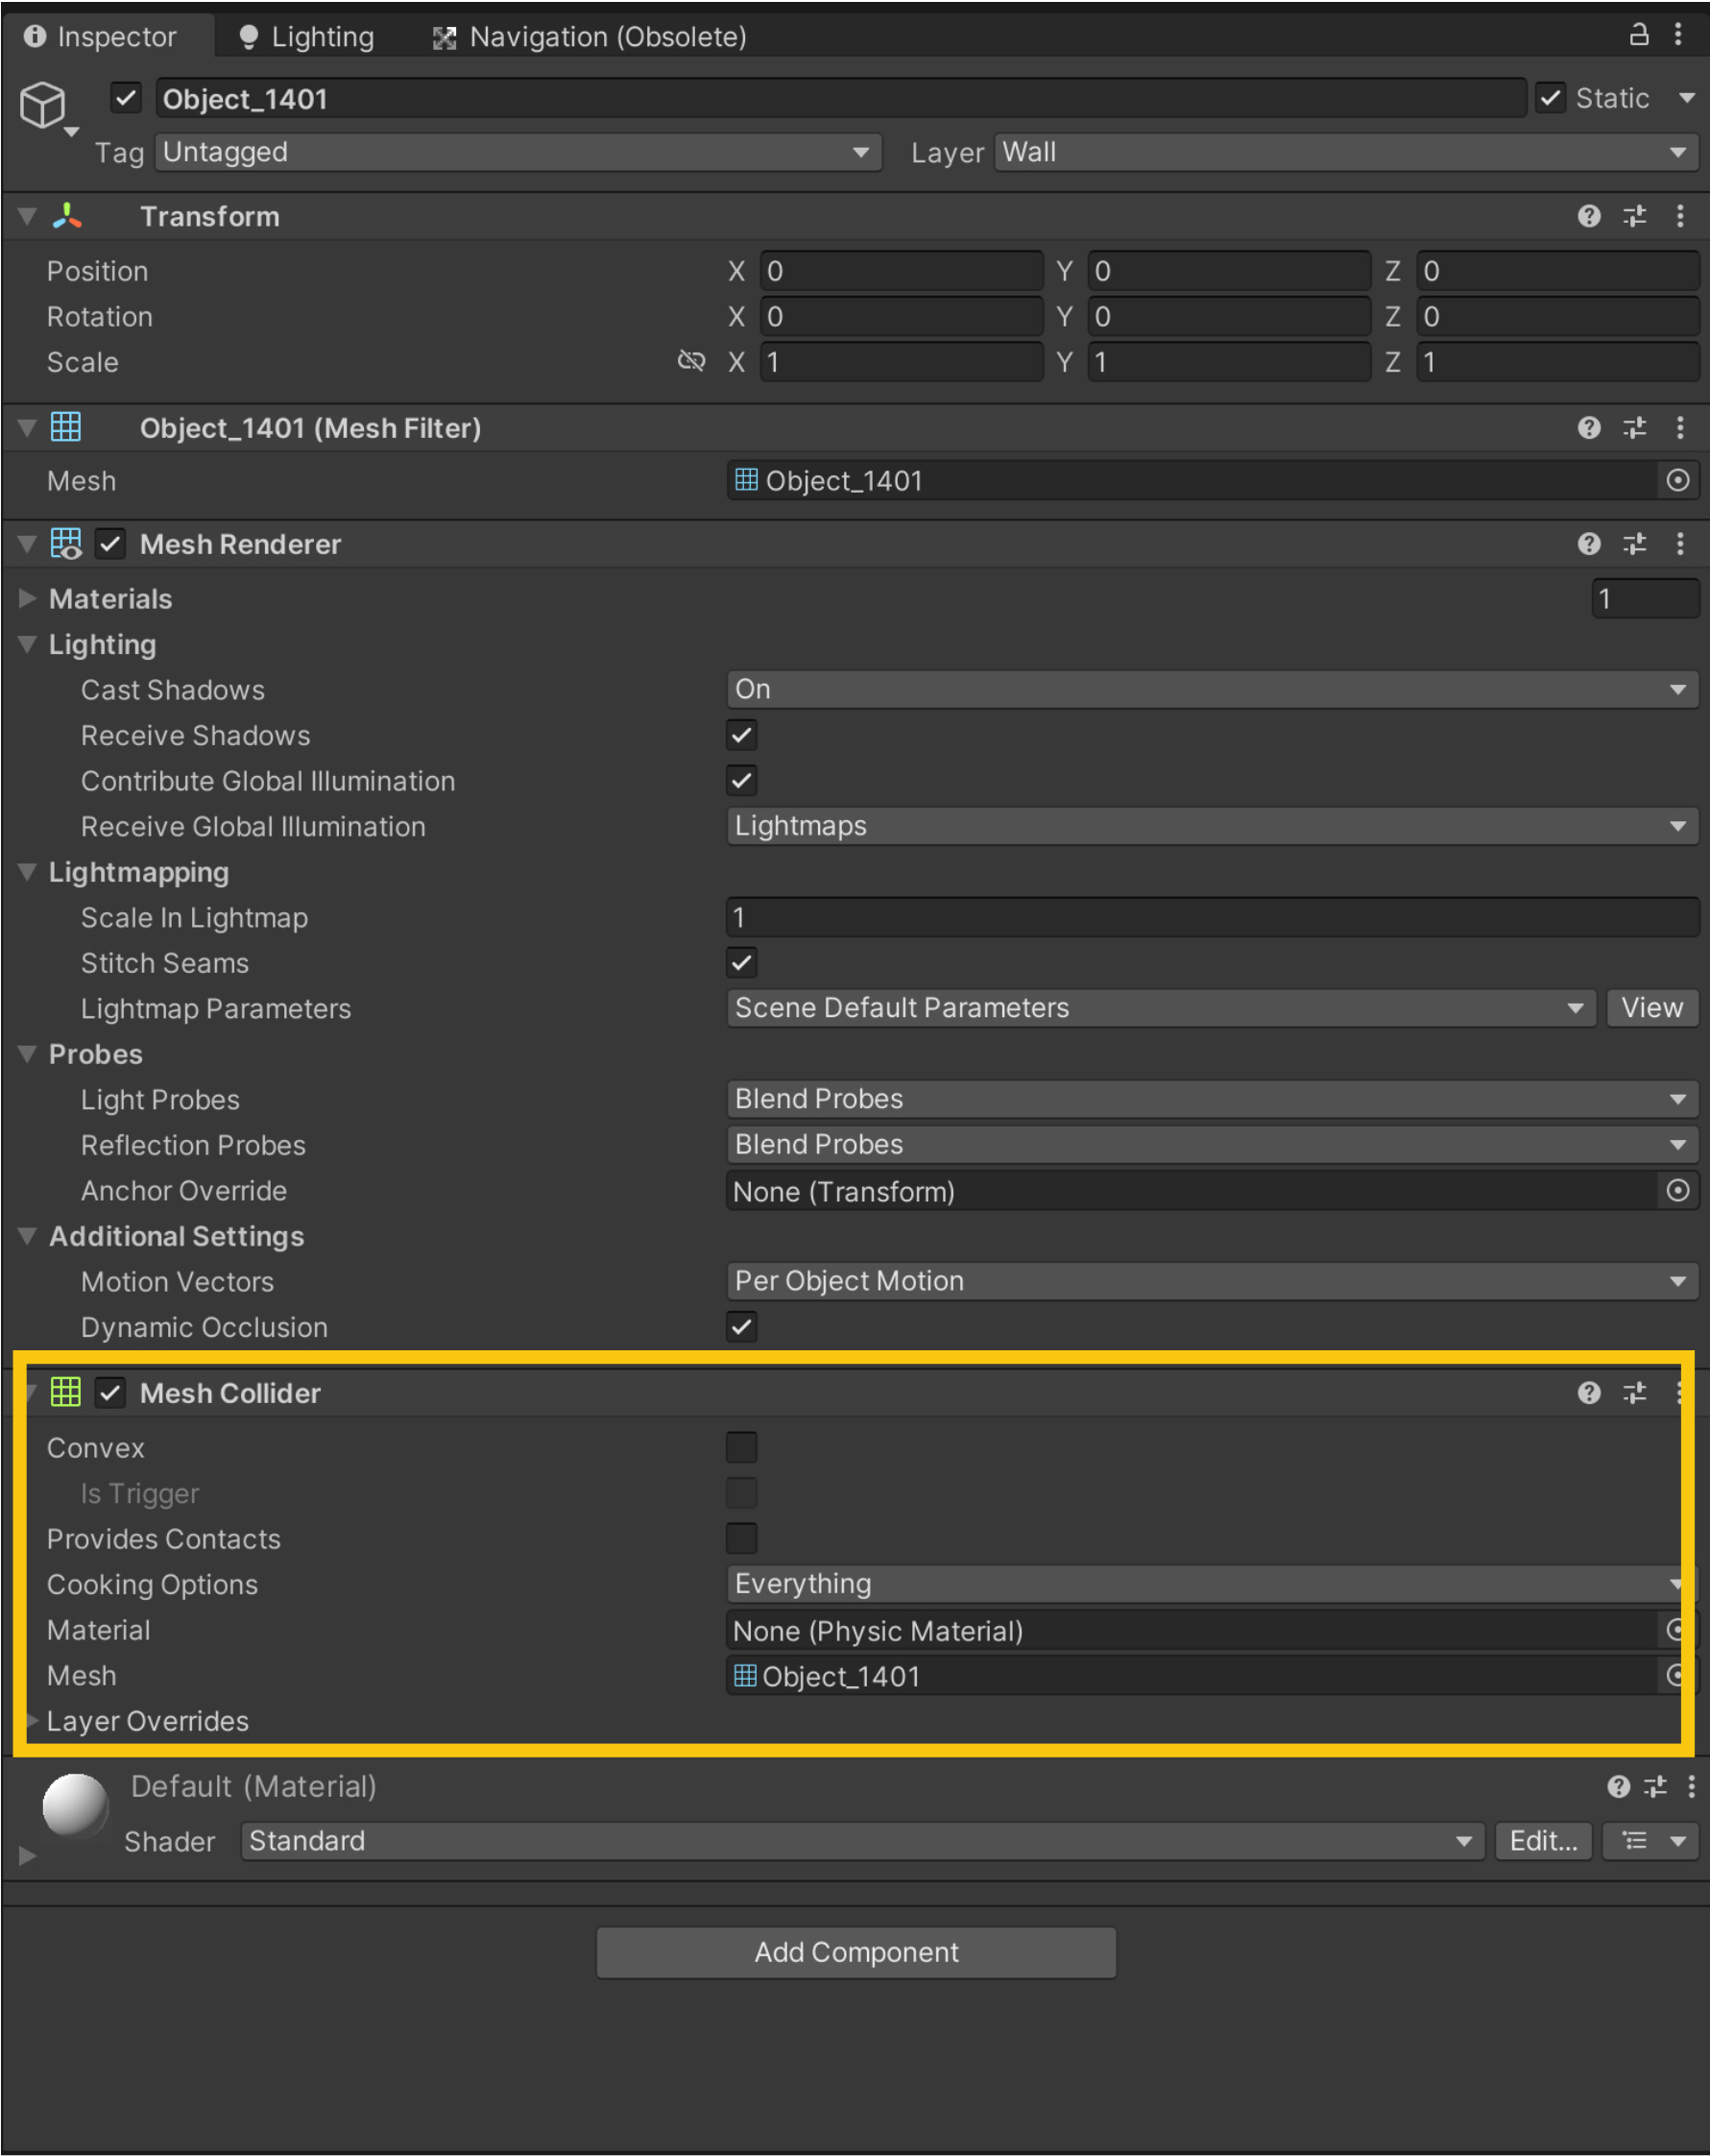 Inspector Lighting Navigation (Obsolete)
Object_1401 Static
Tag Untagged Layer Wall
Transform
Position X 0 Y 0 Z 0
Rotation X 0 Y 0 Z 0
Scale X 1 Y 1 Z 1
Object_1401 (Mesh Filter)
Mesh Object_1401
Mesh Renderer
Materials 1
Lighting
Cast Shadows On
Receive Shadows
Contribute Global Illumination
Receive Global Illumination Lightmaps
Lightmapping
Scale In Lightmap 1
Stitch Seams
Lightmap Parameters Scene Default Parameters View
Probes
Light Probes Blend Probes
Reflection Probes Blend Probes
Anchor Override None (Transform)
Additional Settings
Motion Vectors Per Object Motion
Dynamic Occlusion
Mesh Collider
Convex
Is Trigger
Provides Contacts
Cooking Options Everything
Material None (Physic Material)
Mesh Object_1401
Layer Overrides
Default (Material)
Shader Standard Edit...
Add Component